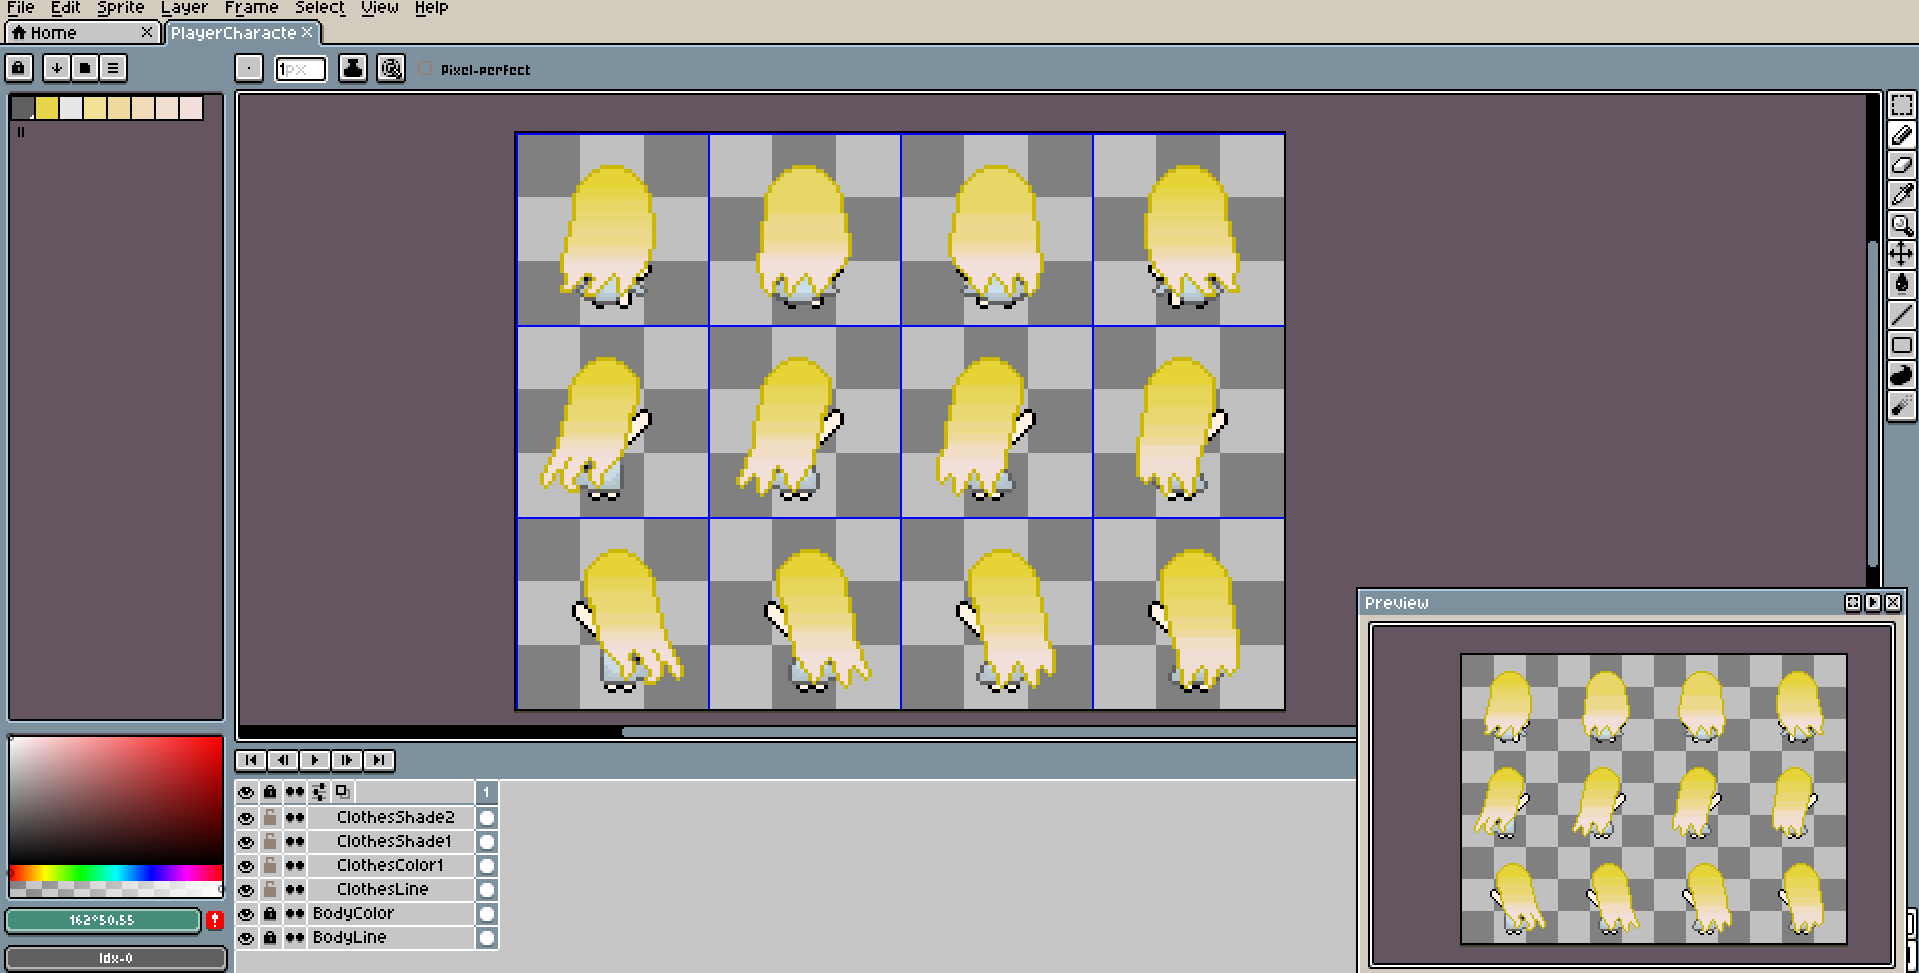 File Edit Sprite Layer Frame Select View Help
Home PlayerCharacte
1px Pixel-perfect
Preview
1
ClothesShade2
ClothesShade1
ClothesColor1
ClothesLine
BodyColor
BodyLine
162°50.55
Idx-0